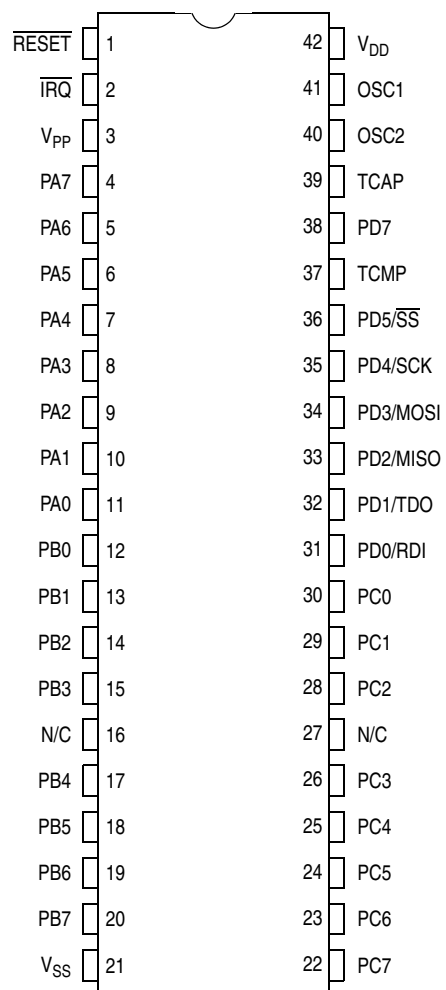 R̅E̅S̅E̅T̅ 1 42 VDD
I̅R̅Q̅ 2 41 OSC1
VPP 3 40 OSC2
PA7 4 39 TCAP
PA6 5 38 PD7
PA5 6 37 TCMP
PA4 7 36 PD5/S̅S̅
PA3 8 35 PD4/SCK
PA2 9 34 PD3/MOSI
PA1 10 33 PD2/MISO
PA0 11 32 PD1/TDO
PB0 12 31 PD0/RDI
PB1 13 30 PC0
PB2 14 29 PC1
PB3 15 28 PC2
N/C 16 27 N/C
PB4 17 26 PC3
PB5 18 25 PC4
PB6 19 24 PC5
PB7 20 23 PC6
VSS 21 22 PC7